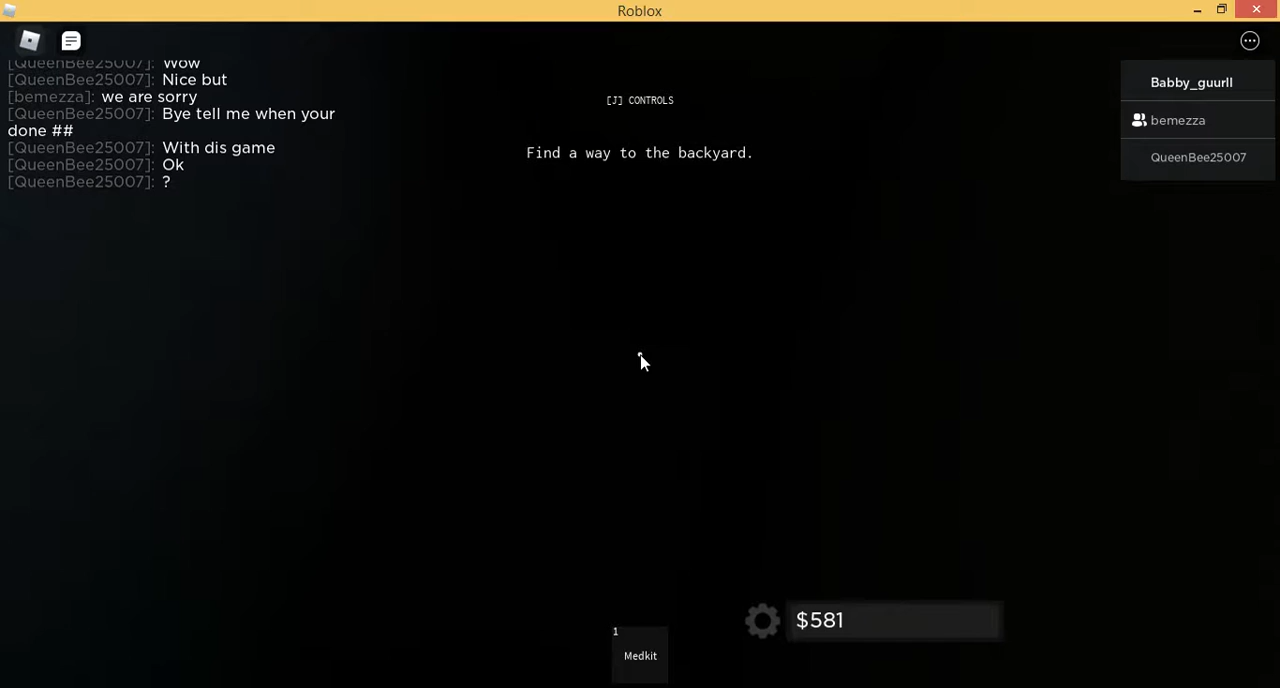 Roblox
[QueenBee25007]: Wow
[QueenBee25007]: Nice but
[bemezza]: we are sorry
[QueenBee25007]: Bye tell me when your
done ##
[QueenBee25007]: With dis game
[QueenBee25007]: Ok
[QueenBee25007]: ?
[J] CONTROLS
Find a way to the backyard.
Babby_guurll
bemezza
QueenBee25007
$581
1
Medkit